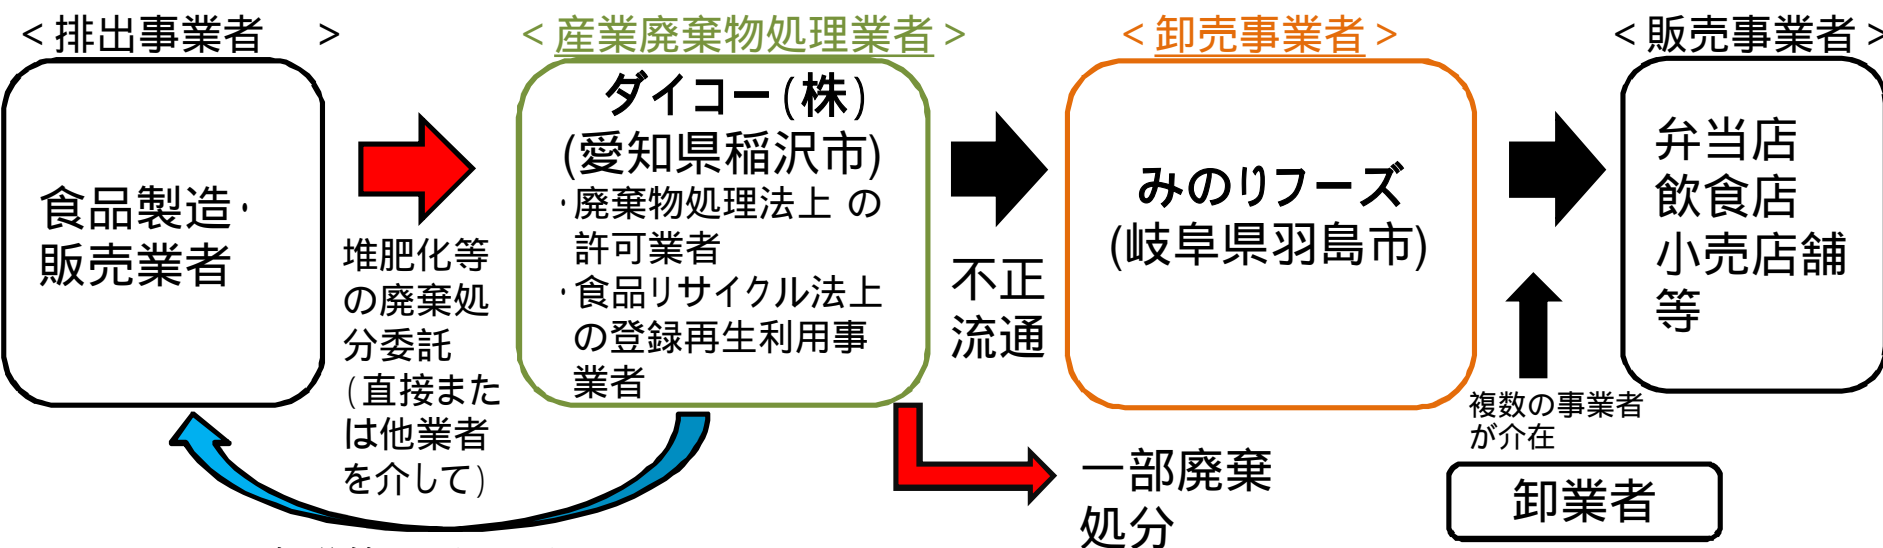 ＜排出事業者　＞
食品製造・
販売業者
堆肥化等
の廃棄処
分委託
(直接また
は他業者
を介して)
＜産業廃棄物処理業者＞
ダイコー(株)
(愛知県稲沢市)
・廃棄物処理法上 の
許可業者
・食品リサイクル法上
の登録再生利用事
業者
不正
流通
一部廃棄
処分
＜卸売事業者＞
みのりフーズ
(岐阜県羽島市)
複数の事業者
が介在
卸業者
＜販売事業者＞
弁当店
飲食店
小売店舗
等